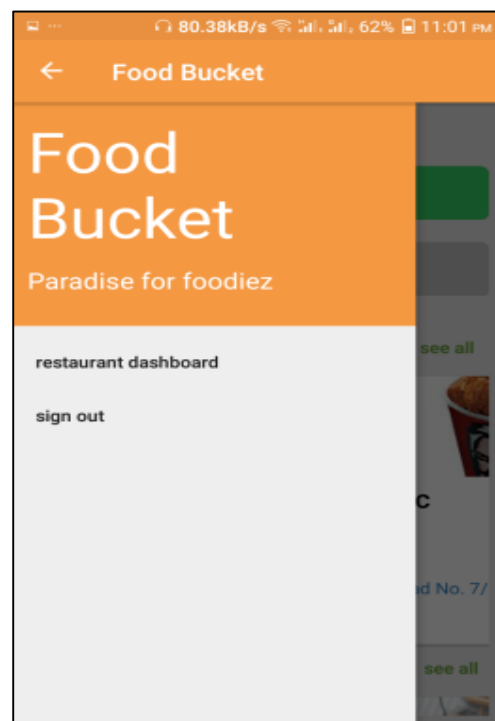 80.38kB/s 62% 11:01 PM
Food Bucket
Food
Bucket
Paradise for foodiez
restaurant dashboard
sign out
see all
C
d No. 7/
see all